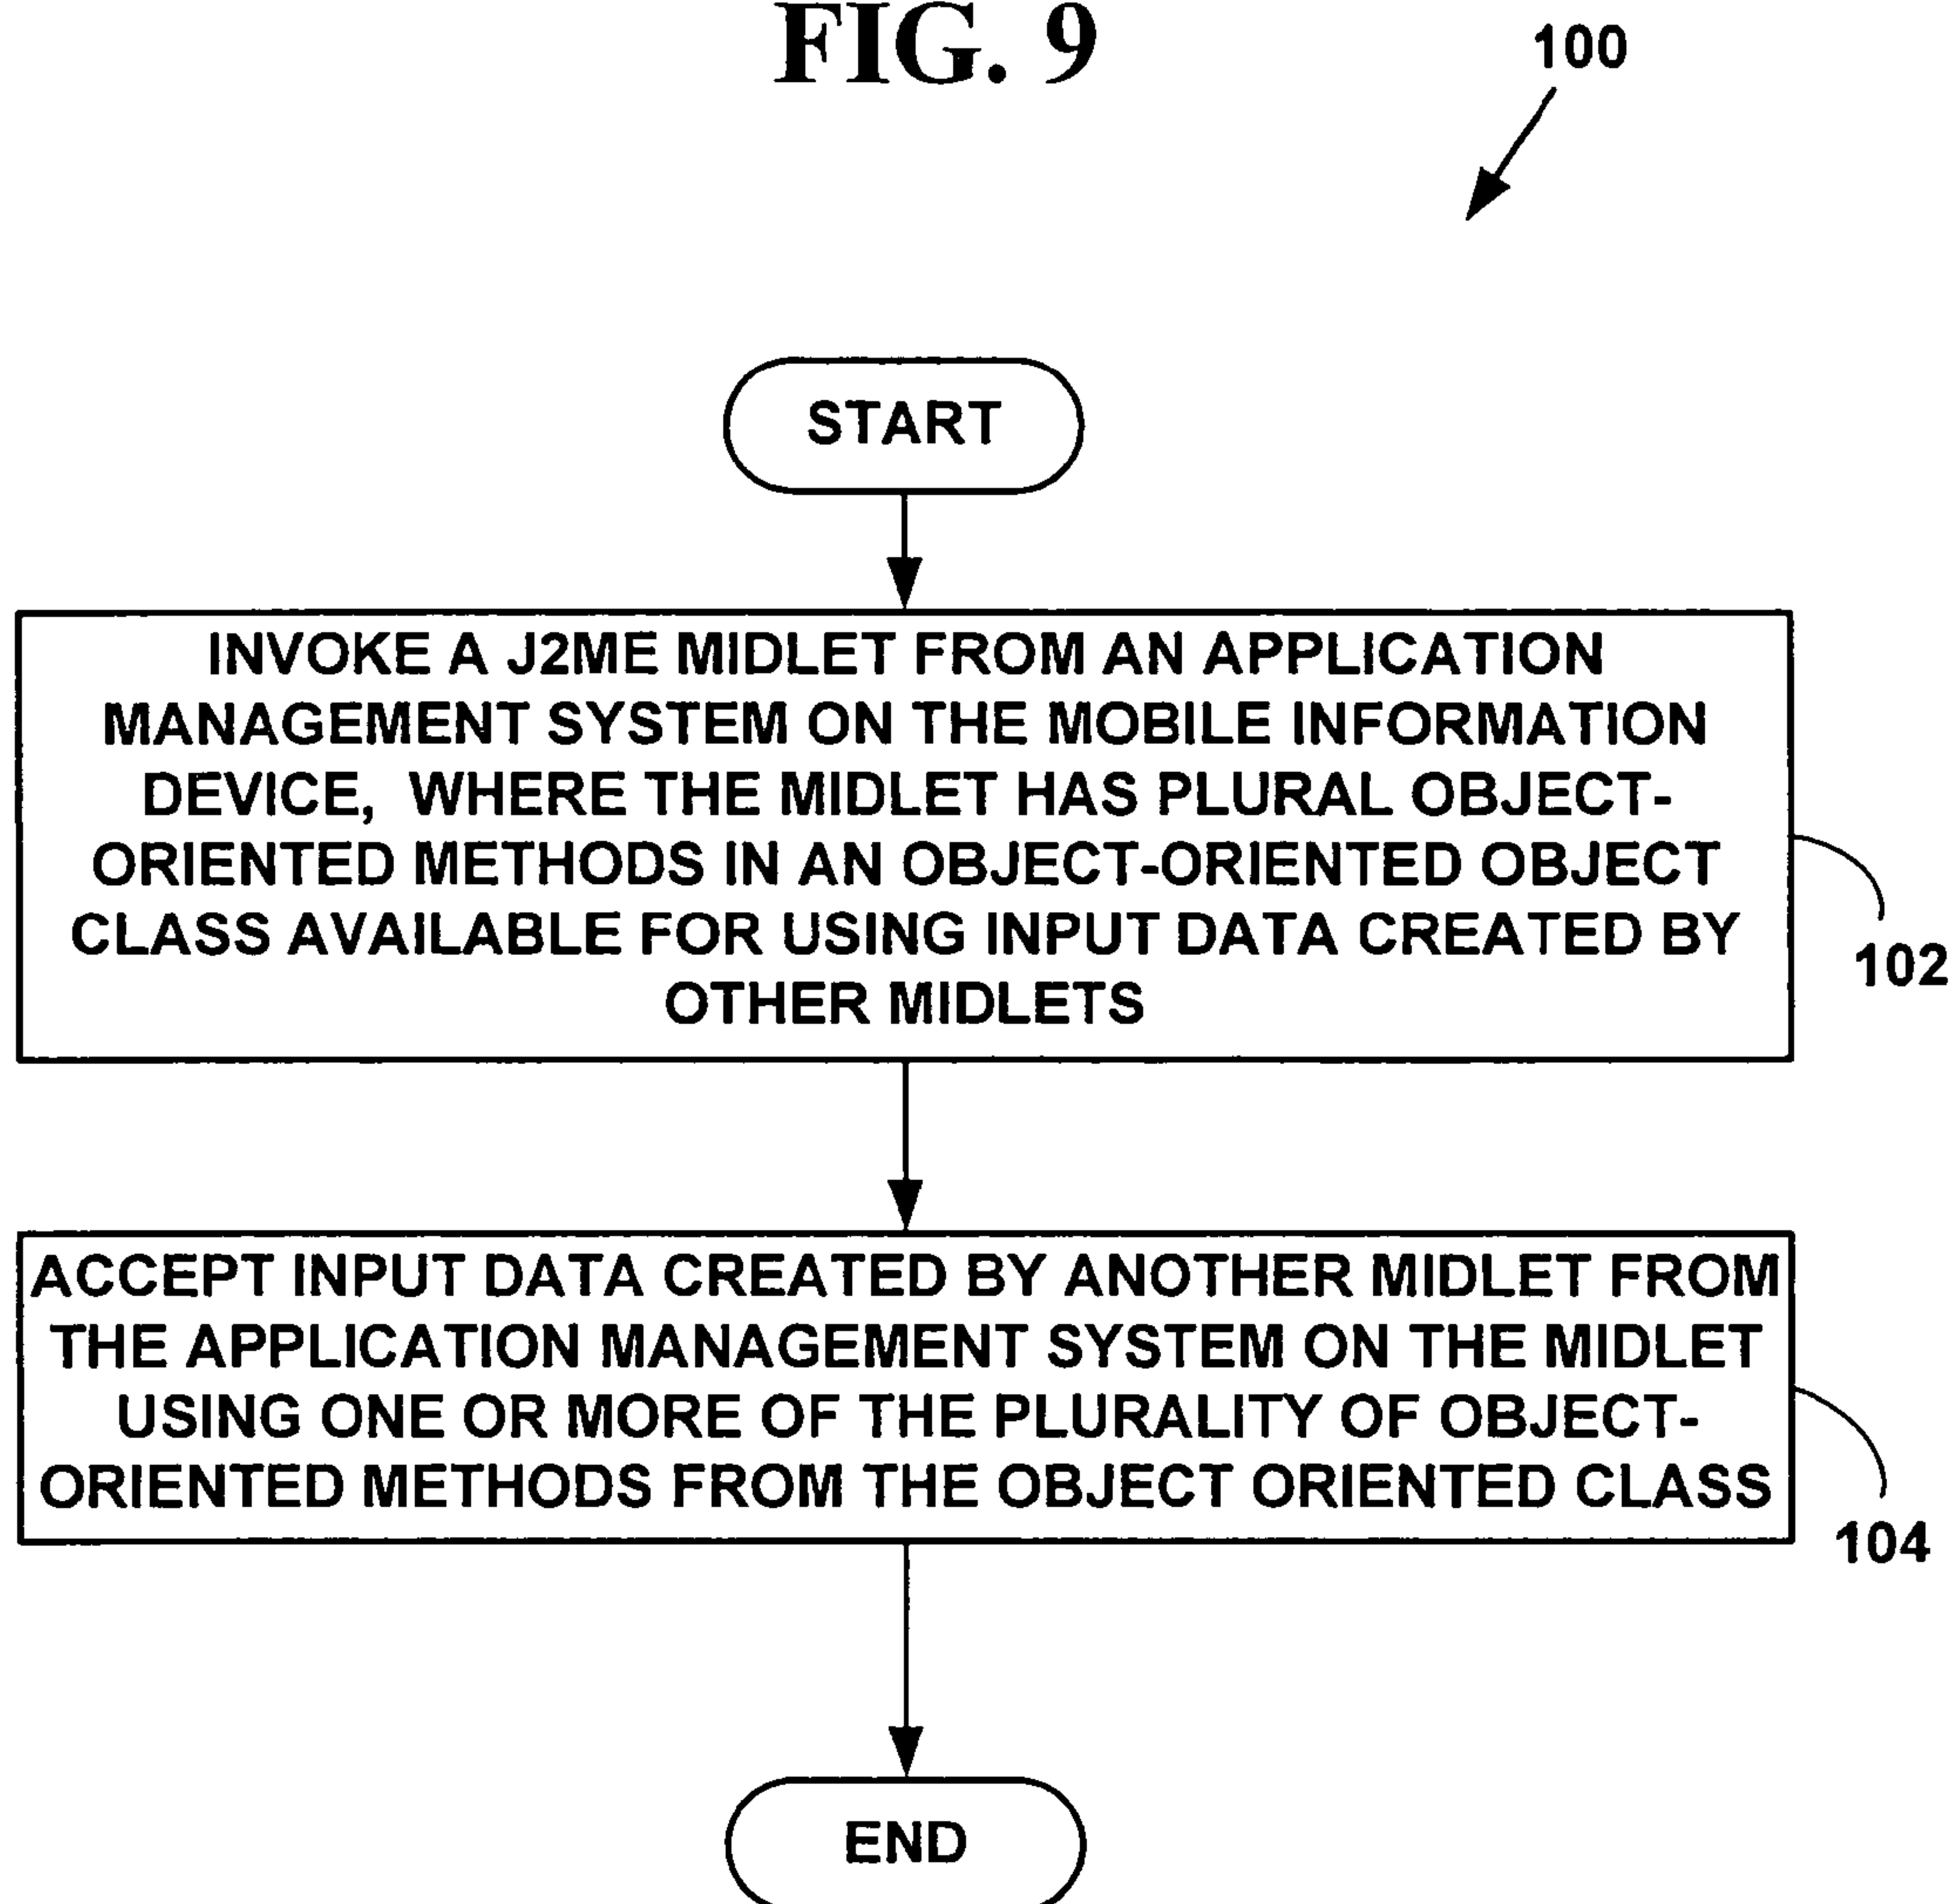 FIG. 9
100
START
INVOKE A J2ME MIDLET FROM AN APPLICATION
MANAGEMENT SYSTEM ON THE MOBILE INFORMATION
DEVICE, WHERE THE MIDLET HAS PLURAL OBJECT-
ORIENTED METHODS IN AN OBJECT-ORIENTED OBJECT
CLASS AVAILABLE FOR USING INPUT DATA CREATED BY
OTHER MIDLETS
102
ACCEPT INPUT DATA CREATED BY ANOTHER MIDLET FROM
THE APPLICATION MANAGEMENT SYSTEM ON THE MIDLET
USING ONE OR MORE OF THE PLURALITY OF OBJECT-
ORIENTED METHODS FROM THE OBJECT ORIENTED CLASS
104
END